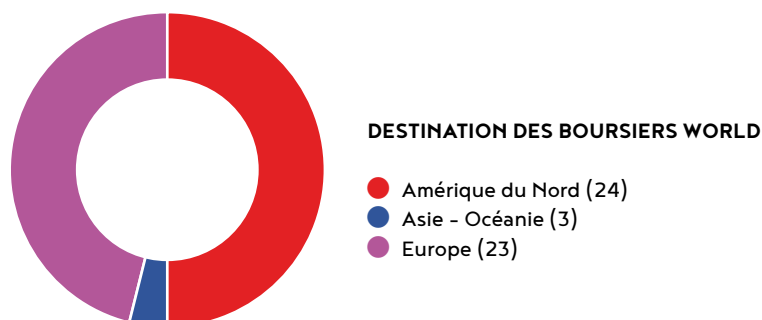 DESTINATION DES BOURSIERS WORLD
Amérique du Nord (24)
Asie - Océanie (3)
Europe (23)